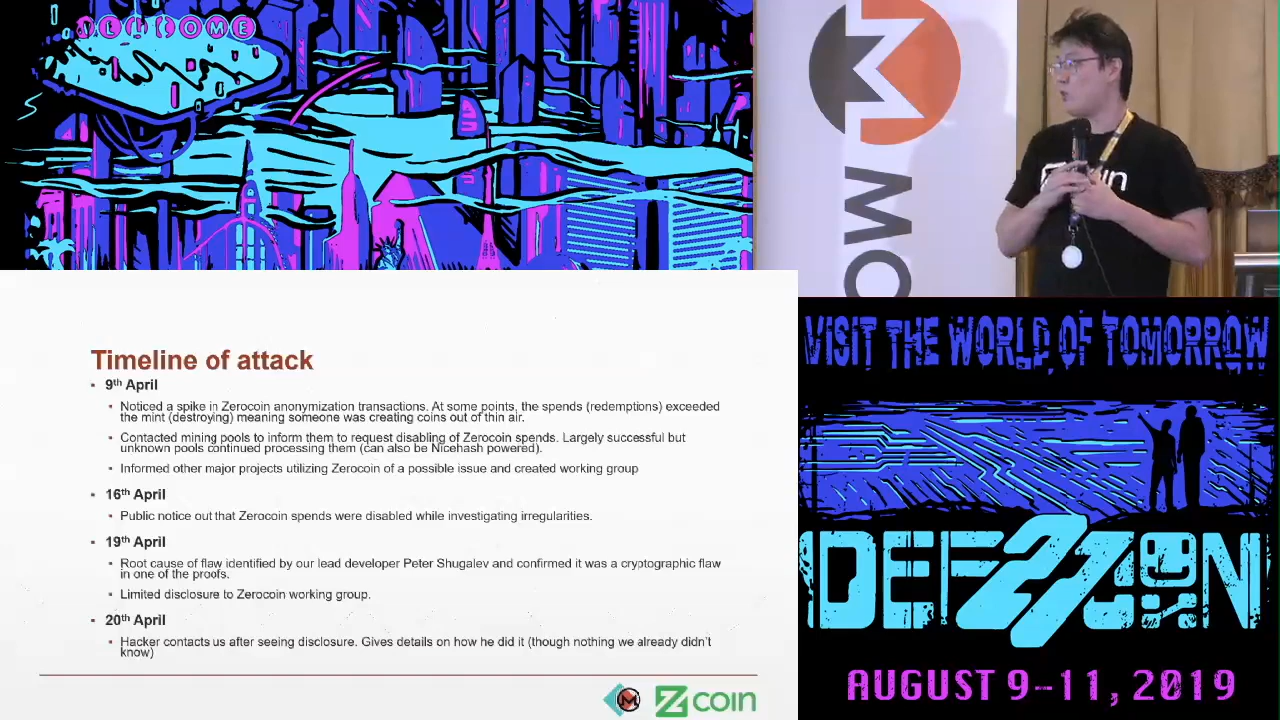 WELCOME
MOW
Timeline of attack
▪ 9th April
▪ Noticed a spike in Zerocoin anonymization transactions. At some points, the spends (redemptions) exceeded
the mint (destroying) meaning someone was creating coins out of thin air.
▪ Contacted mining pools to inform them to request disabling of Zerocoin spends. Largely successful but
unknown pools continued processing them (can also be Nicehash powered).
▪ Informed other major projects utilizing Zerocoin of a possible issue and created working group
▪ 16th April
▪ Public notice out that Zerocoin spends were disabled while investigating irregularities.
▪ 19th April
▪ Root cause of flaw identified by our lead developer Peter Shugalev and confirmed it was a cryptographic flaw
in one of the proofs.
▪ Limited disclosure to Zerocoin working group.
▪ 20th April
▪ Hacker contacts us after seeing disclosure. Gives details on how he did it (though nothing we already didn't
know)
Zcoin
VISIT THE WORLD OF TOMORROW
DEF CON
27
AUGUST 9-11, 2019